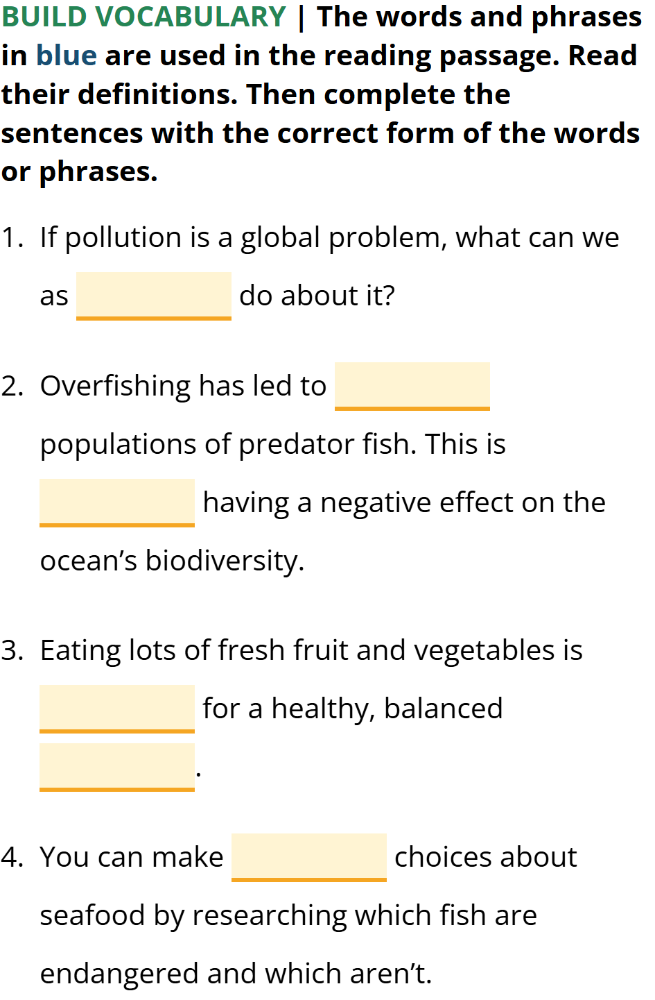 BUILD VOCABULARY | The words and phrases
in blue are used in the reading passage. Read
their definitions. Then complete the
sentences with the correct form of the words
or phrases.
1. If pollution is a global problem, what can we
as do about it?
2. Overfishing has led to
populations of predator fish. This is
having a negative effect on the
ocean’s biodiversity.
3. Eating lots of fresh fruit and vegetables is
for a healthy, balanced
.
4. You can make choices about
seafood by researching which fish are
endangered and which aren’t.